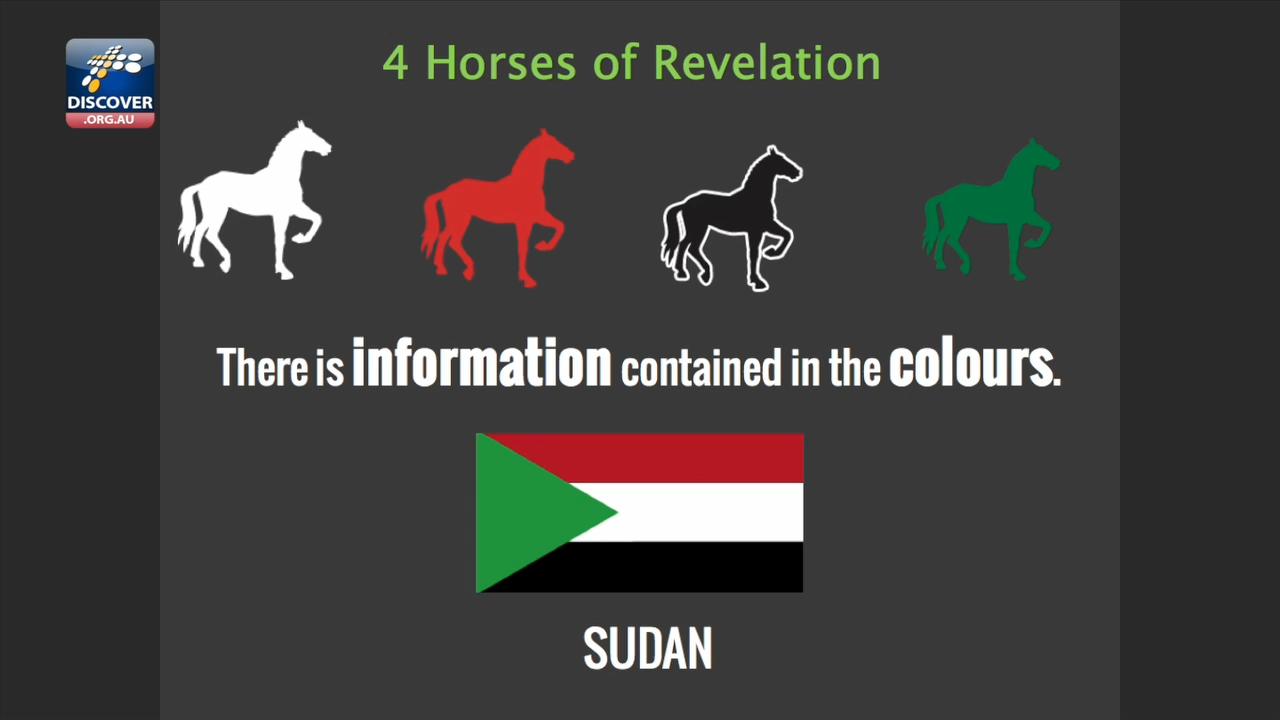 4 Horses of Revelation
DISCOVER
.ORG.AU
There is information contained in the colours.
SUDAN